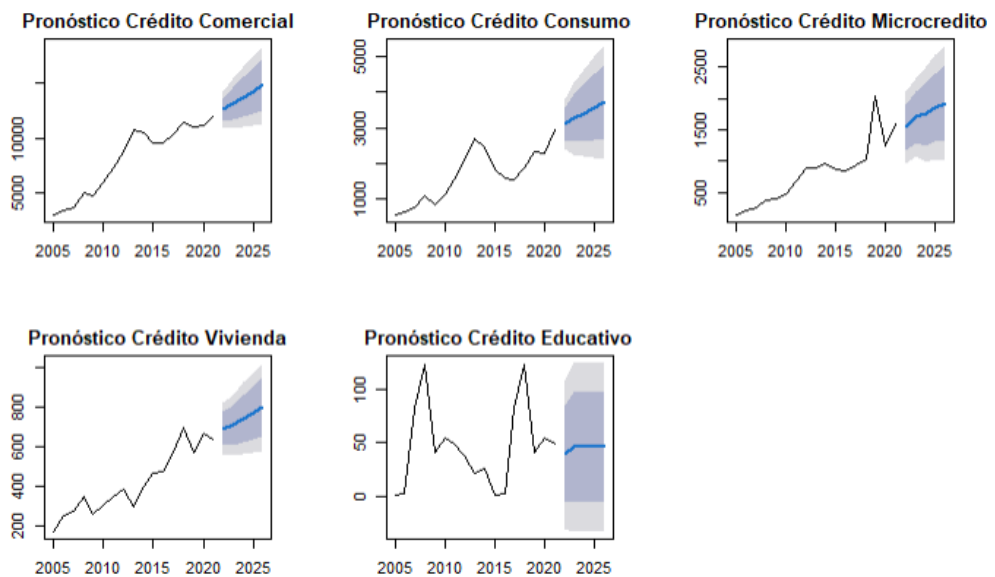 Pronóstico Crédito Comercial
5000 10000
2005 2010 2015 2020 2025
Pronóstico Crédito Consumo
1000 3000 5000
2005 2010 2015 2020 2025
Pronóstico Crédito Microcredito
500 1500 2500
2005 2010 2015 2020 2025
Pronóstico Crédito Vivienda
200 400 600 800
2005 2010 2015 2020 2025
Pronóstico Crédito Educativo
0 50 100
2005 2010 2015 2020 2025